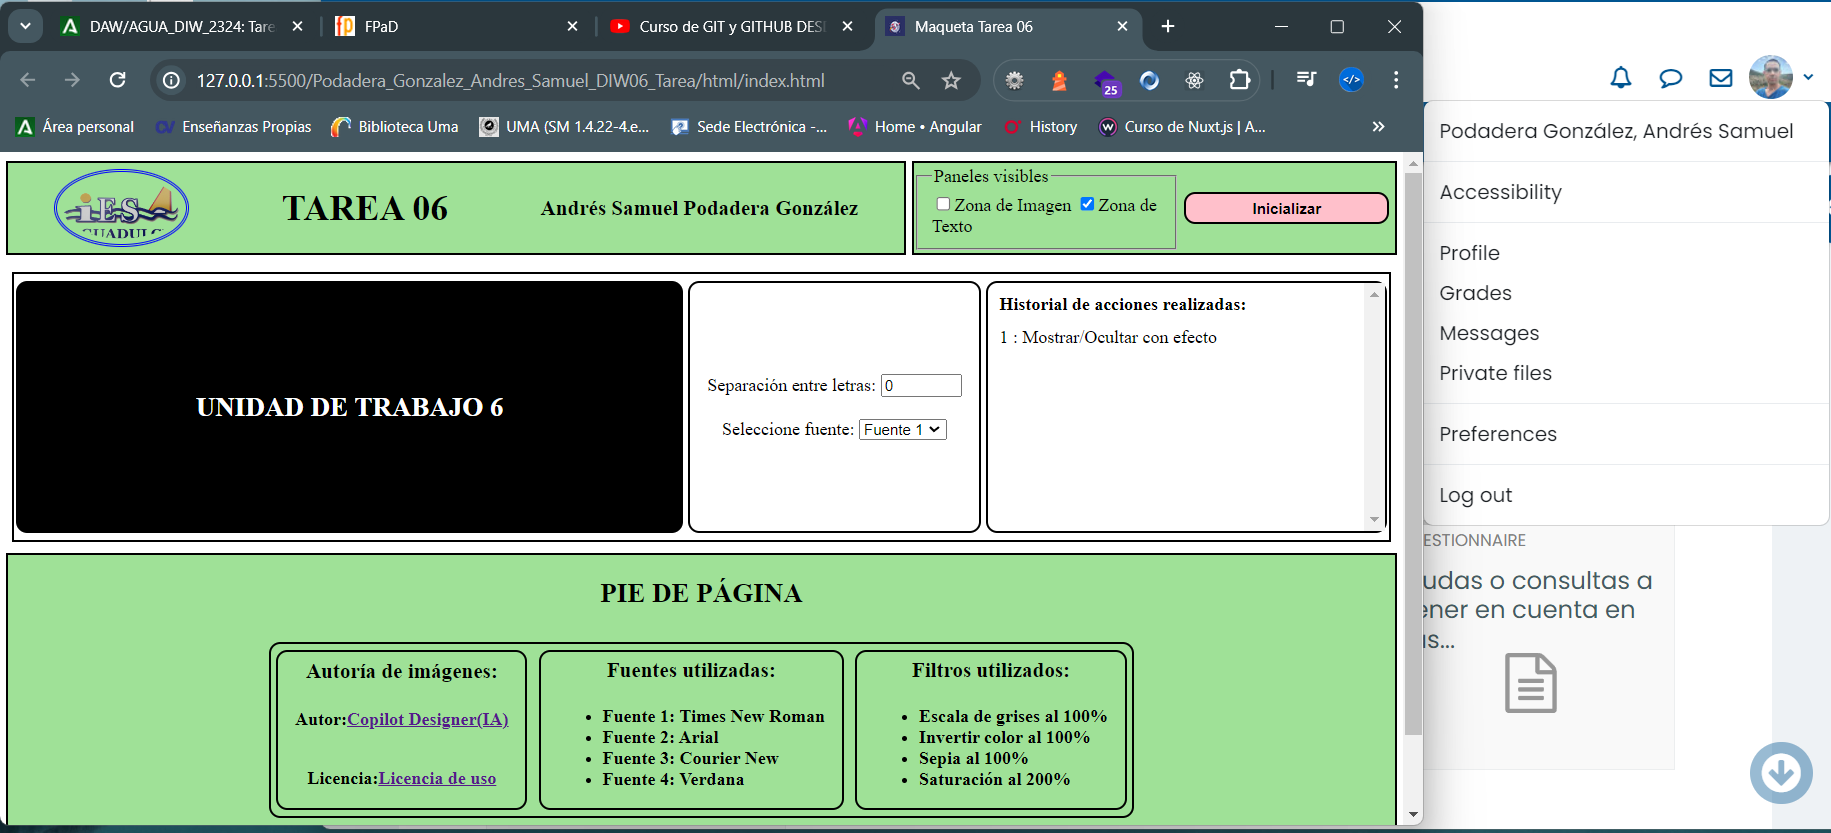 DAW/AGUA_DIW_2324: Tare
FPaD
Curso de GIT y GITHUB DES
Maqueta Tarea 06
127.0.0.1:5500/Podadera_Gonzalez_Andres_Samuel_DIW06_Tarea/html/index.html
25
Área personal
Enseñanzas Propias
Biblioteca Uma
UMA (SM 1.4.22-4.e...
Sede Electrónica -...
Home • Angular
History
Curso de Nuxt.js | A...
iES
TAREA 06
Andrés Samuel Podadera González
Paneles visibles
Zona de Imagen
Zona de
Texto
Inicializar
UNIDAD DE TRABAJO 6
Separación entre letras: 0
Seleccione fuente: Fuente 1
Historial de acciones realizadas:
1 : Mostrar/Ocultar con efecto
PIE DE PÁGINA
Autoría de imágenes:
Autor:Copilot Designer(IA)
Licencia:Licencia de uso
Fuentes utilizadas:
Fuente 1: Times New Roman
Fuente 2: Arial
Fuente 3: Courier New
Fuente 4: Verdana
Filtros utilizados:
Escala de grises al 100%
Invertir color al 100%
Sepia al 100%
Saturación al 200%
Podadera González, Andrés Samuel
Accessibility
Profile
Grades
Messages
Private files
Preferences
Log out
ESTIONNAIRE
udas o consultas a
ener en cuenta en
as...